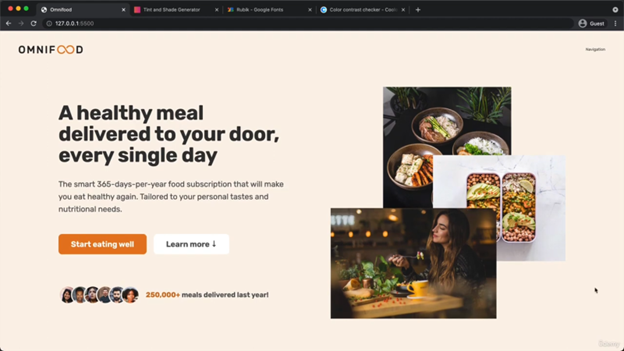 Omnifood
Tint and Shade Generator
Rubik - Google Fonts
Color contrast checker - Coo
127.0.0.1:5500
Guest
OMNIFOOD
Navigation
A healthy meal
delivered to your door,
every single day
The smart 365-days-per-year food subscription that will make
you eat healthy again. Tailored to your personal tastes and
nutritional needs.
Start eating well
Learn more ↓
250,000+ meals delivered last year!
Udemy